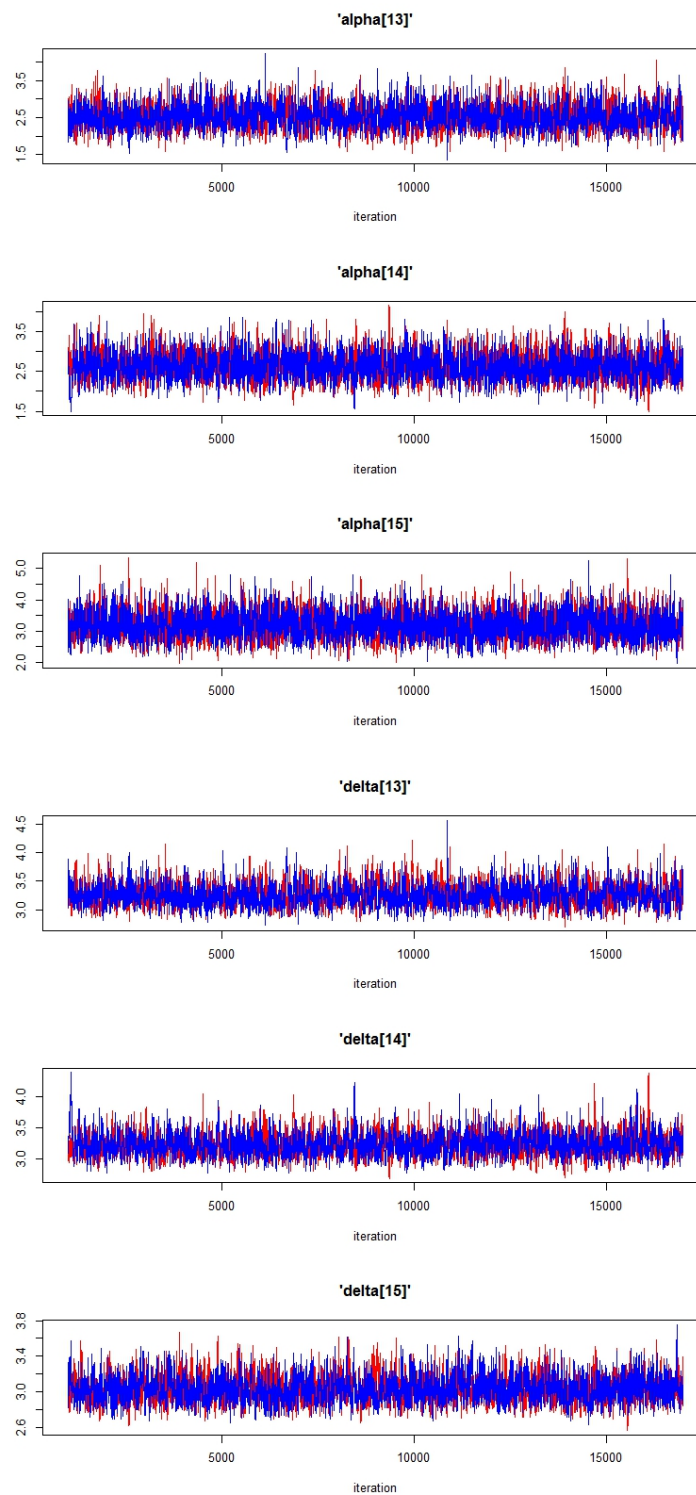 'alpha[13]'
3.5
2.5
1.5
5000 10000 15000
iteration
'alpha[14]'
3.5
2.5
1.5
5000 10000 15000
iteration
'alpha[15]'
5.0
4.0
3.0
2.0
5000 10000 15000
iteration
'delta[13]'
4.5
4.0
3.5
3.0
5000 10000 15000
iteration
'delta[14]'
4.0
3.5
3.0
5000 10000 15000
iteration
'delta[15]'
3.8
3.4
3.0
2.6
5000 10000 15000
iteration